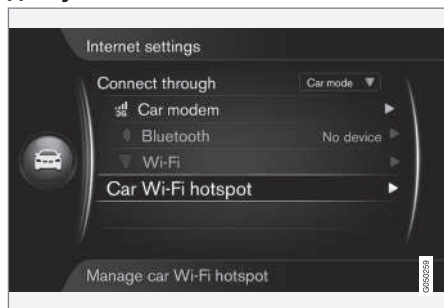 Internet settings
Connect through Car mode
3G Car modem
Bluetooth No device
Wi-Fi
Car Wi-Fi hotspot
Manage car Wi-Fi hotspot
G050259